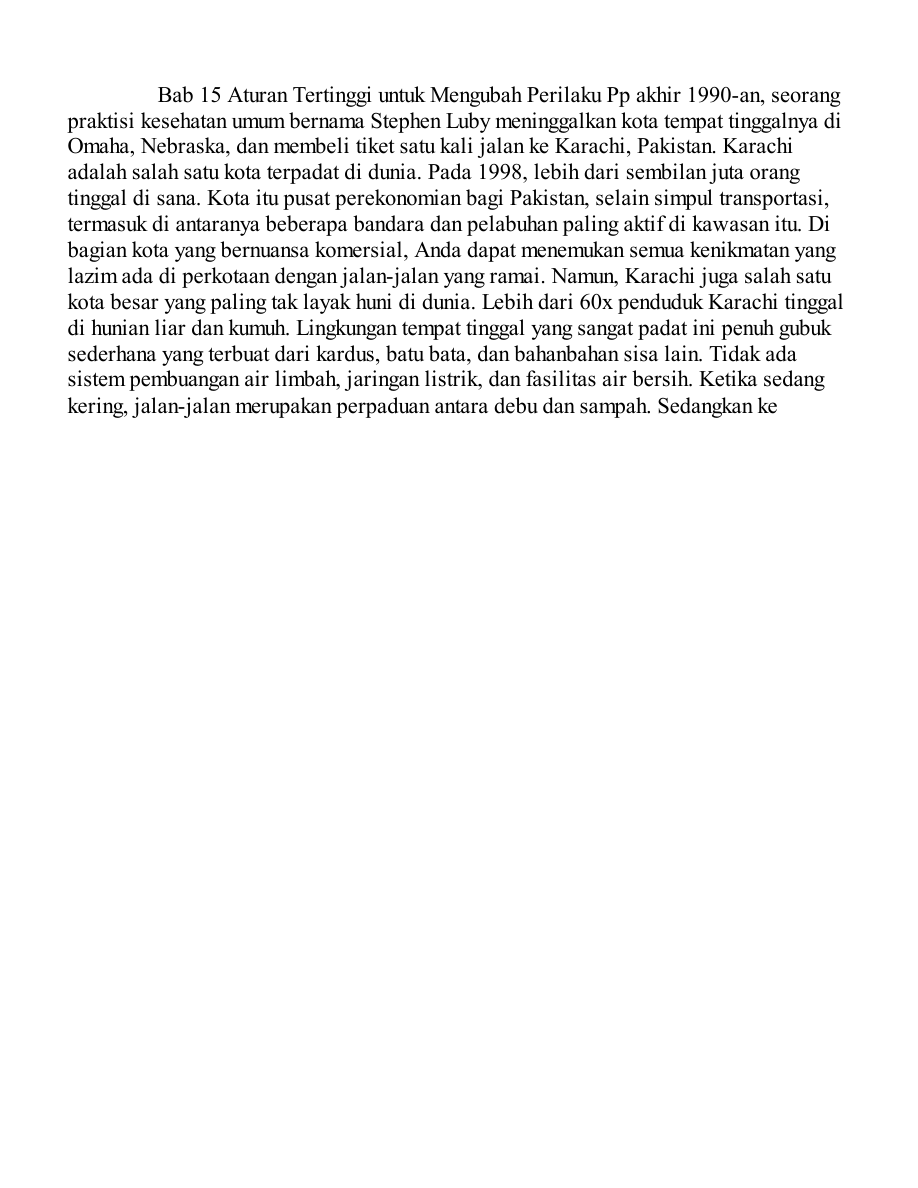 Bab 15 Aturan Tertinggi untuk Mengubah Perilaku Pp akhir 1990-an, seorang
praktisi kesehatan umum bernama Stephen Luby meninggalkan kota tempat tinggalnya di
Omaha, Nebraska, dan membeli tiket satu kali jalan ke Karachi, Pakistan. Karachi
adalah salah satu kota terpadat di dunia. Pada 1998, lebih dari sembilan juta orang
tinggal di sana. Kota itu pusat perekonomian bagi Pakistan, selain simpul transportasi,
termasuk di antaranya beberapa bandara dan pelabuhan paling aktif di kawasan itu. Di
bagian kota yang bernuansa komersial, Anda dapat menemukan semua kenikmatan yang
lazim ada di perkotaan dengan jalan-jalan yang ramai. Namun, Karachi juga salah satu
kota besar yang paling tak layak huni di dunia. Lebih dari 60x penduduk Karachi tinggal
di hunian liar dan kumuh. Lingkungan tempat tinggal yang sangat padat ini penuh gubuk
sederhana yang terbuat dari kardus, batu bata, dan bahanbahan sisa lain. Tidak ada
sistem pembuangan air limbah, jaringan listrik, dan fasilitas air bersih. Ketika sedang
kering, jalan-jalan merupakan perpaduan antara debu dan sampah. Sedangkan ke